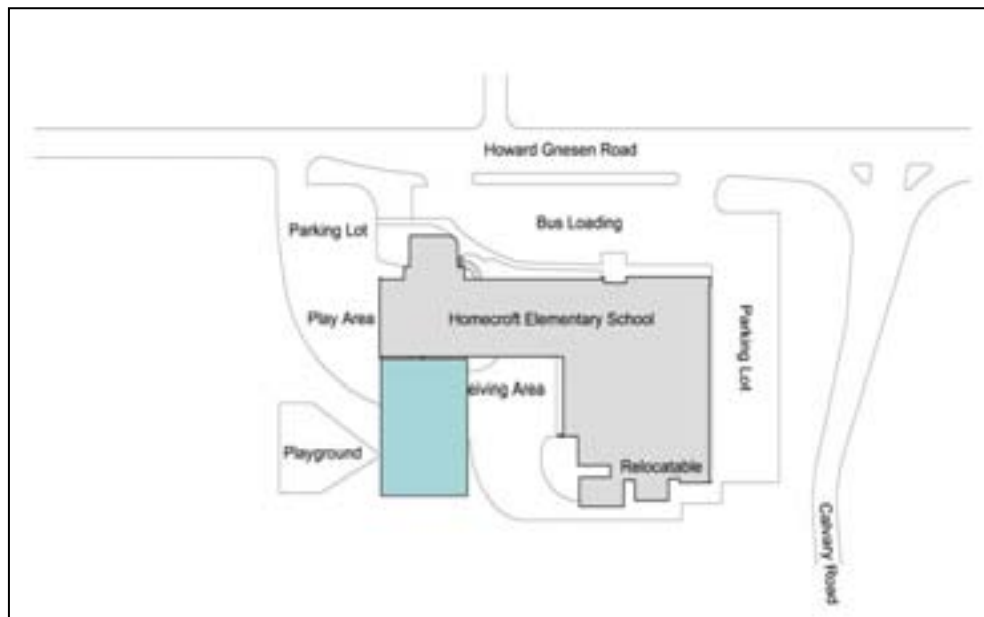 Howard Gnesen Road
Bus Loading
Parking Lot
Play Area
Homecroft Elementary School
Parking Lot
eiving Area
Playground
Relocatable
Calvary Road